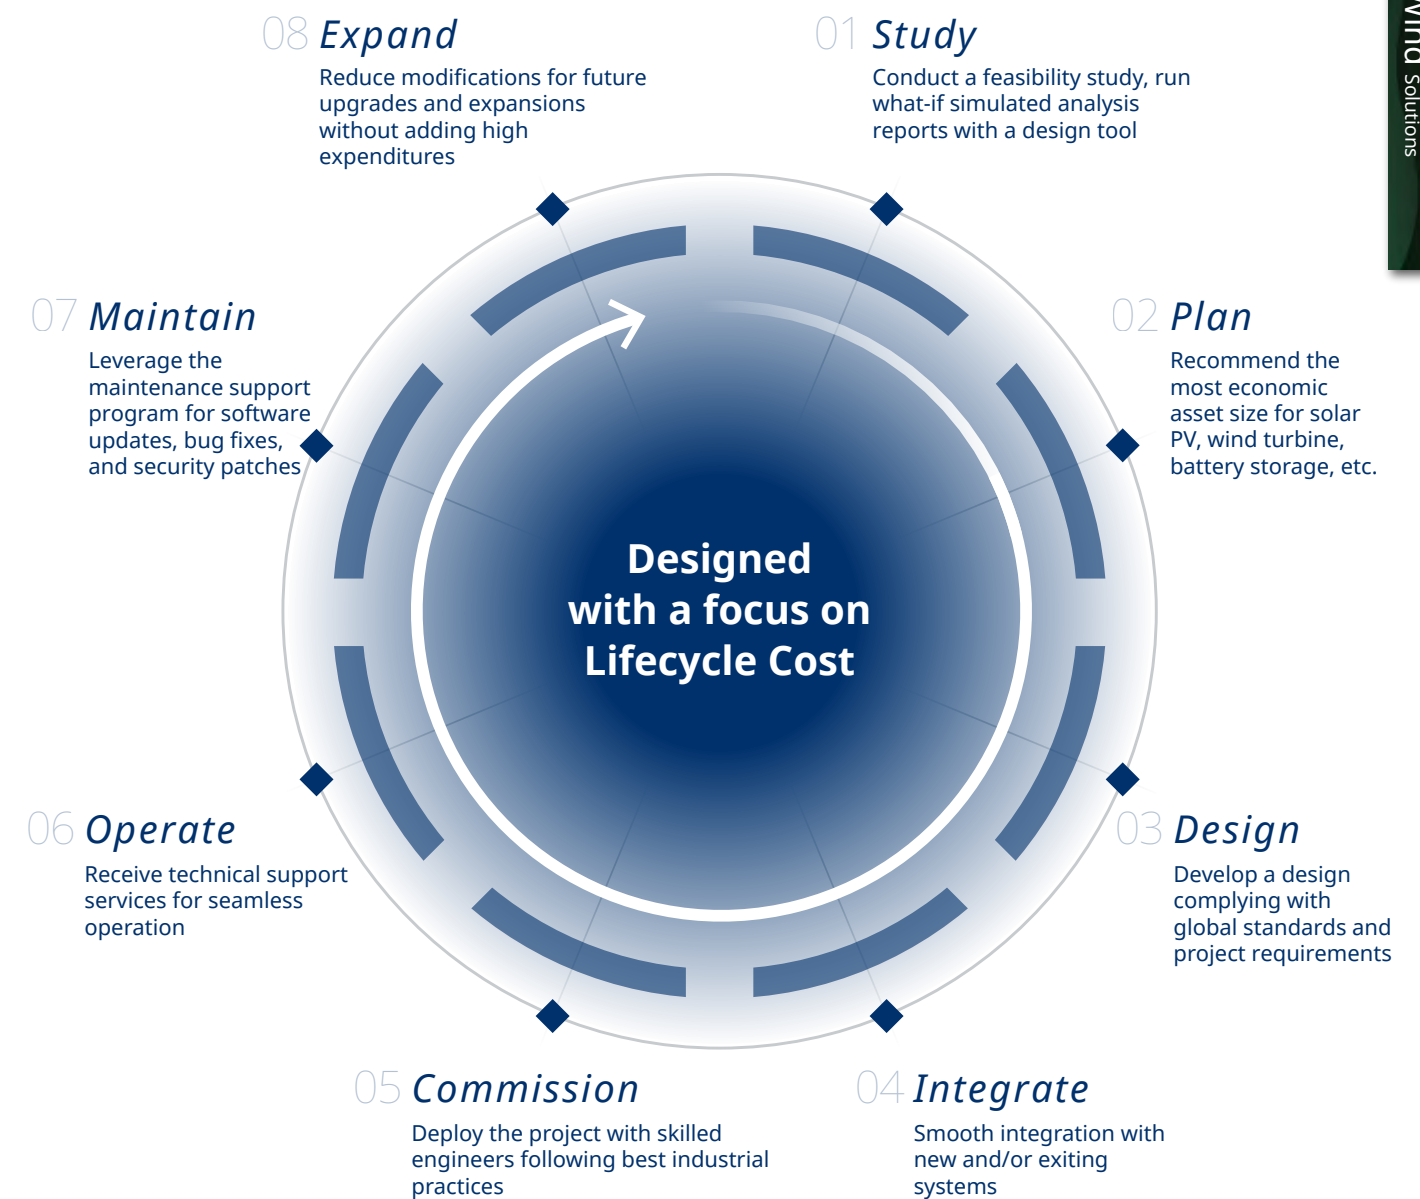 08 Expand
Reduce modifications for future
upgrades and expansions
without adding high
expenditures
01 Study
Conduct a feasibility study, run
what-if simulated analysis
reports with a design tool
Solutions
07 Maintain
Leverage the
maintenance support
program for software
updates, bug fixes,
and security patches
02 Plan
Recommend the
most economic
asset size for solar
PV, wind turbine,
battery storage, etc.
Designed
with a focus on
Lifecycle Cost
06 Operate
Receive technical support
services for seamless
operation
03 Design
Develop a design
complying with
global standards and
project requirements
05 Commission
Deploy the project with skilled
engineers following best industrial
practices
04 Integrate
Smooth integration with
new and/or exiting
systems